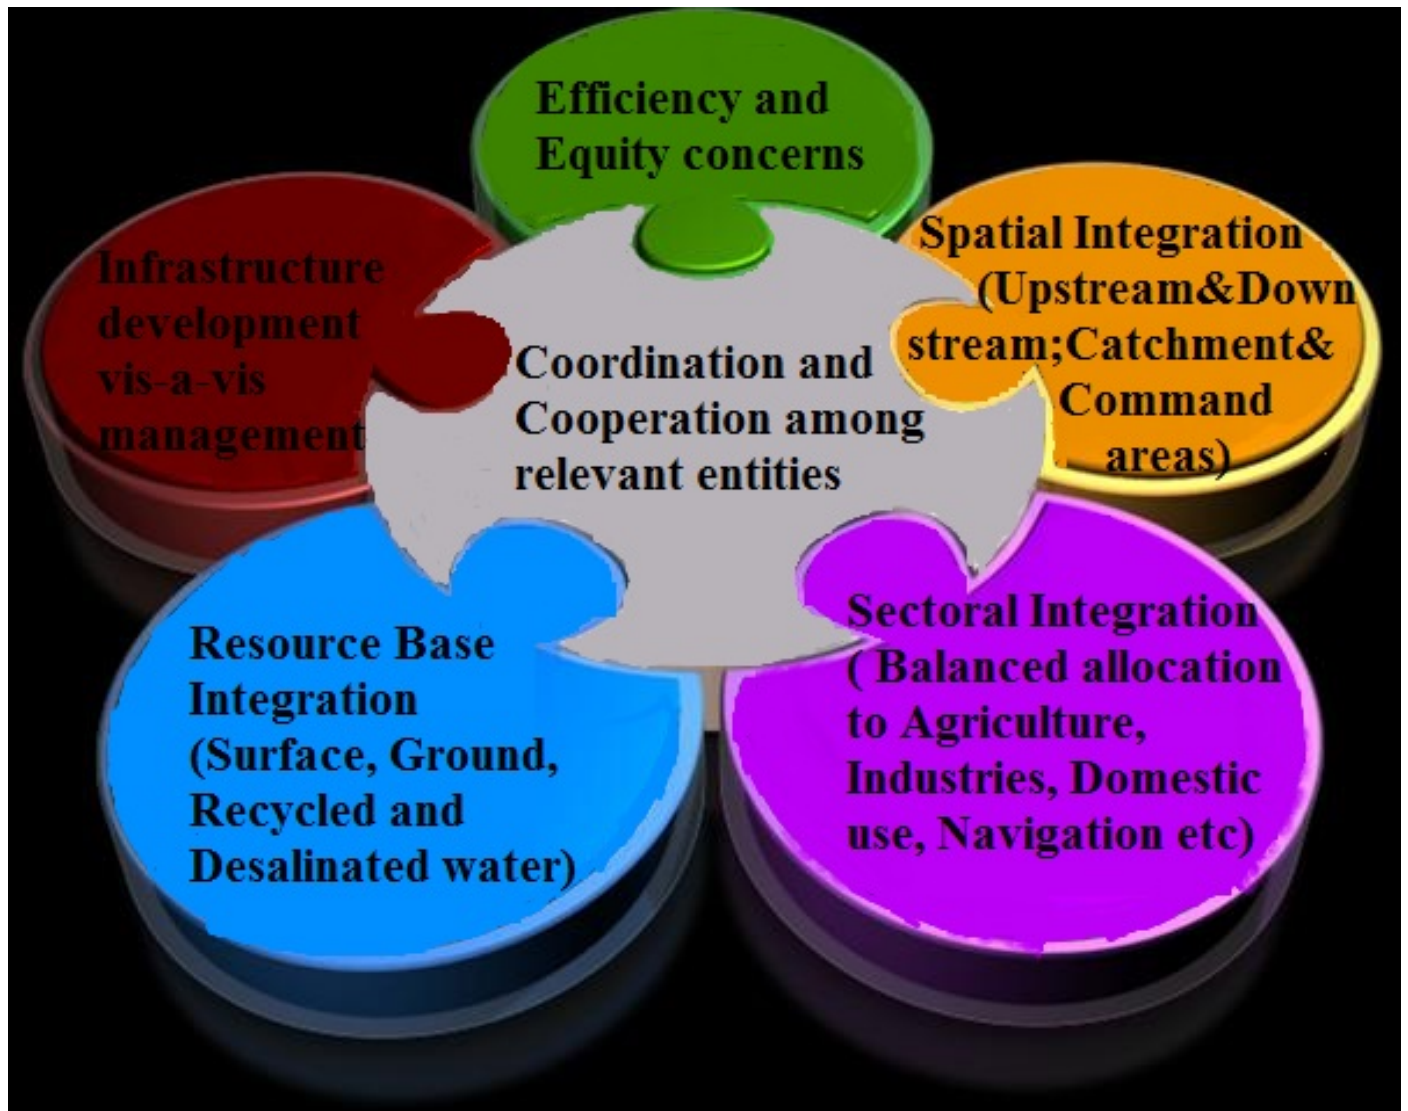 Efficiency and
Equity concerns
Infrastructure
development
vis-a-vis
management
Spatial Integration
(Upstream&Down
stream;Catchment&
Command
areas)
Coordination and
Cooperation among
relevant entities
Resource Base
Integration
(Surface, Ground,
Recycled and
Desalinated water)
Sectoral Integration
( Balanced allocation
to Agriculture,
Industries, Domestic
use, Navigation etc)